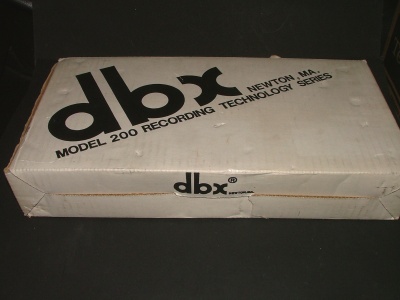 dbx
NEWTON, MA.
MODEL 200 RECORDING TECHNOLOGY SERIES
dbx®